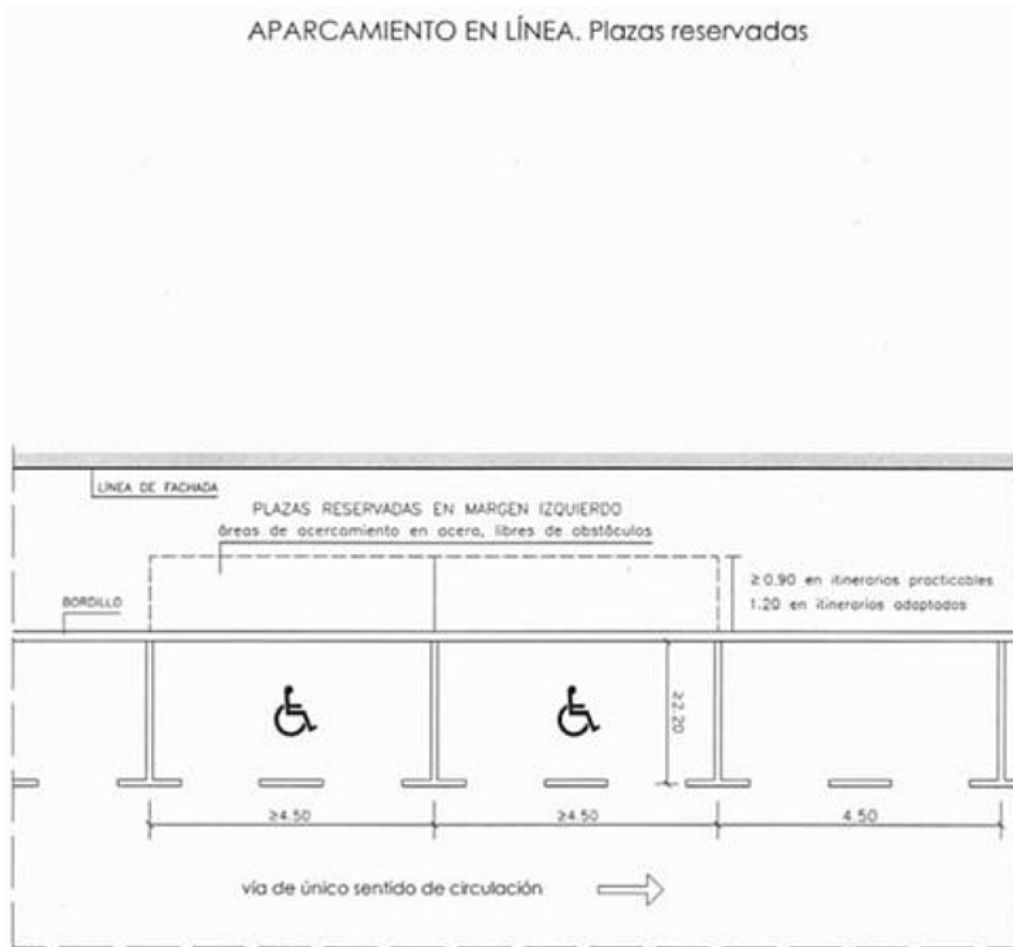 APARCAMIENTO EN LÍNEA. Plazas reservadas
LÍNEA DE FACHADA
PLAZAS RESERVADAS EN MARGEN IZQUIERDO
áreas de acercamiento en acera, libres de obstáculos
≥0.90 en itinerarios practicables
1.20 en itinerarios adaptados
BORDILLO
≥2.20
≥4.50
≥4.50
4.50
vía de único sentido de circulación